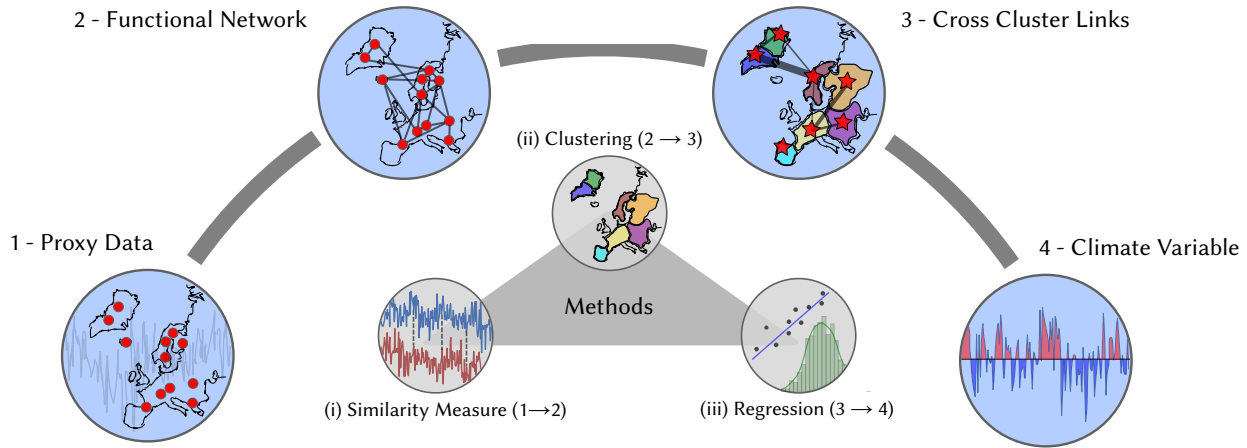 2 - Functional Network
3 - Cross Cluster Links
(ii) Clustering (2 → 3)
1 - Proxy Data
4 - Climate Variable
Methods
(i) Similarity Measure (1→2)
(iii) Regression (3 → 4)